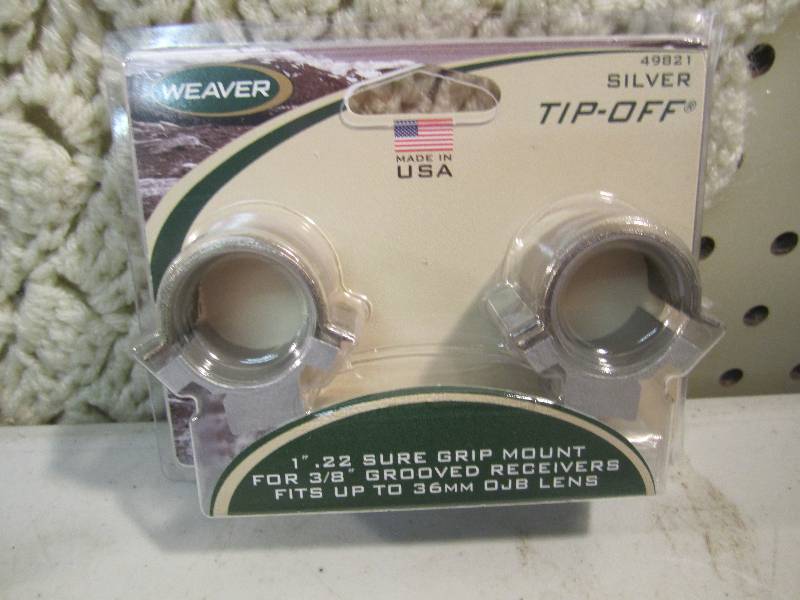 WEAVER
49821
SILVER
TIP-OFF®
MADE IN
USA
1" .22 SURE GRIP MOUNT
FOR 3/8" GROOVED RECEIVERS
FITS UP TO 36MM OJB LENS